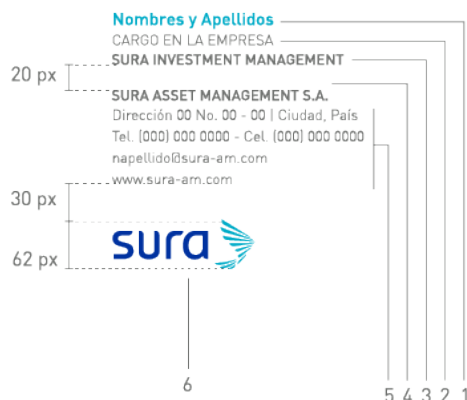 Nombres y Apellidos
CARGO EN LA EMPRESA
SURA INVESTMENT MANAGEMENT
20 px
SURA ASSET MANAGEMENT S.A.
Dirección 00 No. 00 - 00 | Ciudad, País
Tel. (000) 000 0000 - Cel. (000) 000 0000
napellido@sura-am.com
www.sura-am.com
30 px
sura
62 px
6
5 4 3 2 1